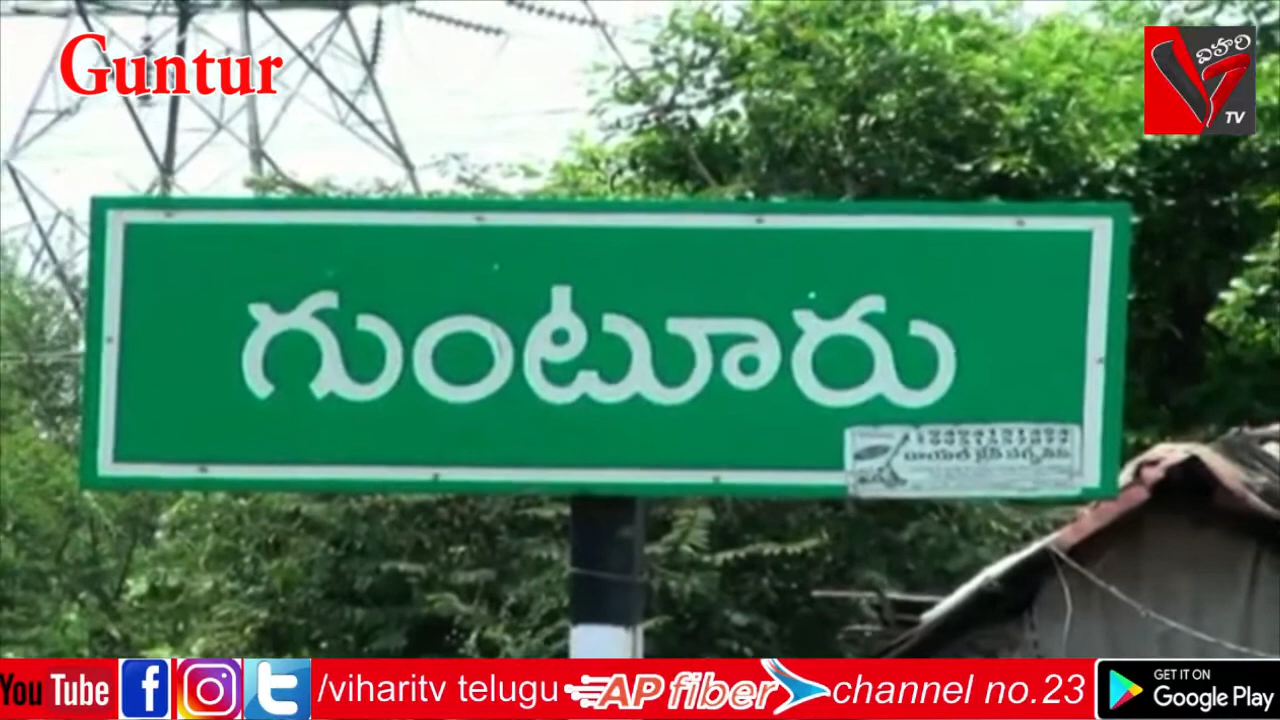 Guntur
విహారి
TV
గుంటూరు
You Tube /viharitv telugu AP fiber channel no.23 GET IT ON Google Play